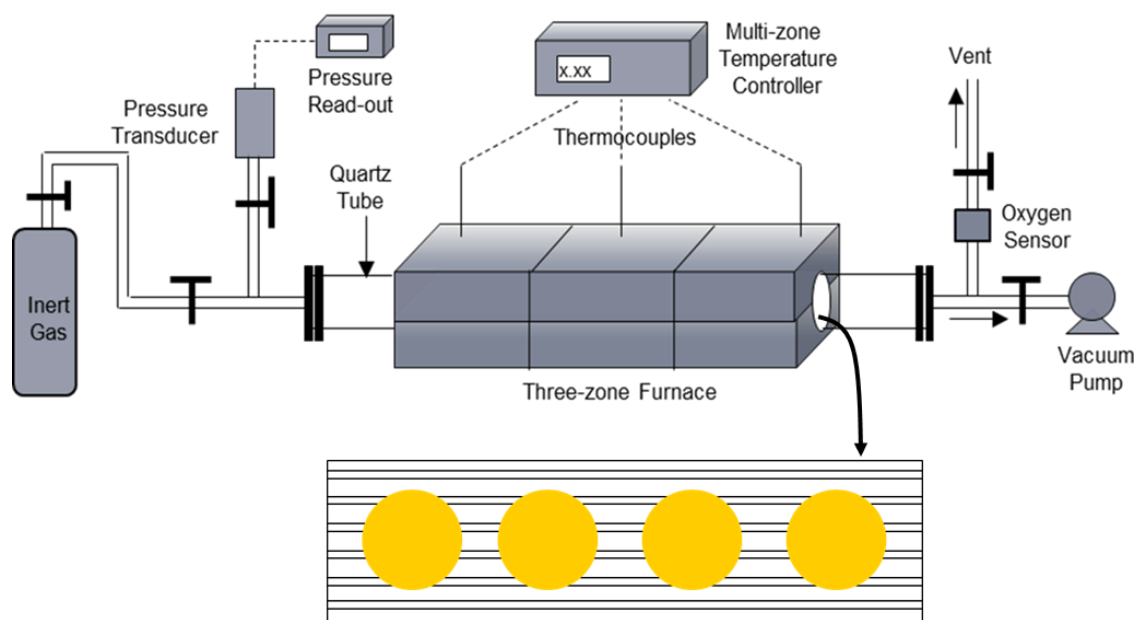 Pressure
Read-out
x.xx
Multi-zone
Temperature
Controller
Vent
Pressure
Transducer
Thermocouples
Quartz
Tube
Oxygen
Sensor
Inert
Gas
Three-zone Furnace
Vacuum
Pump